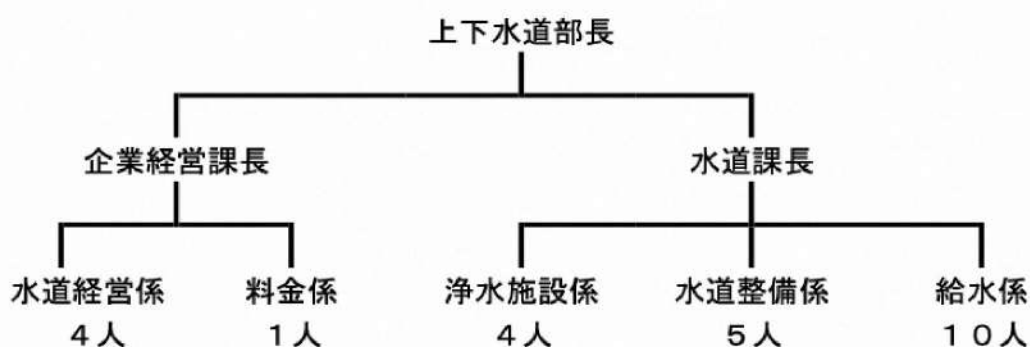 上下水道部長
企業経営課長 水道課長
水道経営係 料金係 浄水施設係 水道整備係 給水係
4人 1人 4人 5人 10人